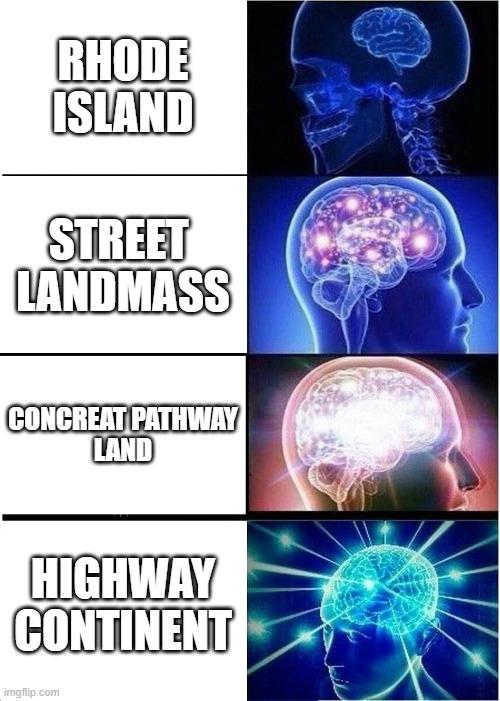 RHODE
ISLAND
STREET
LANDMASS
CONCREAT PATHWAY
LAND
HIGHWAY
CONTINENT
imgflip.com